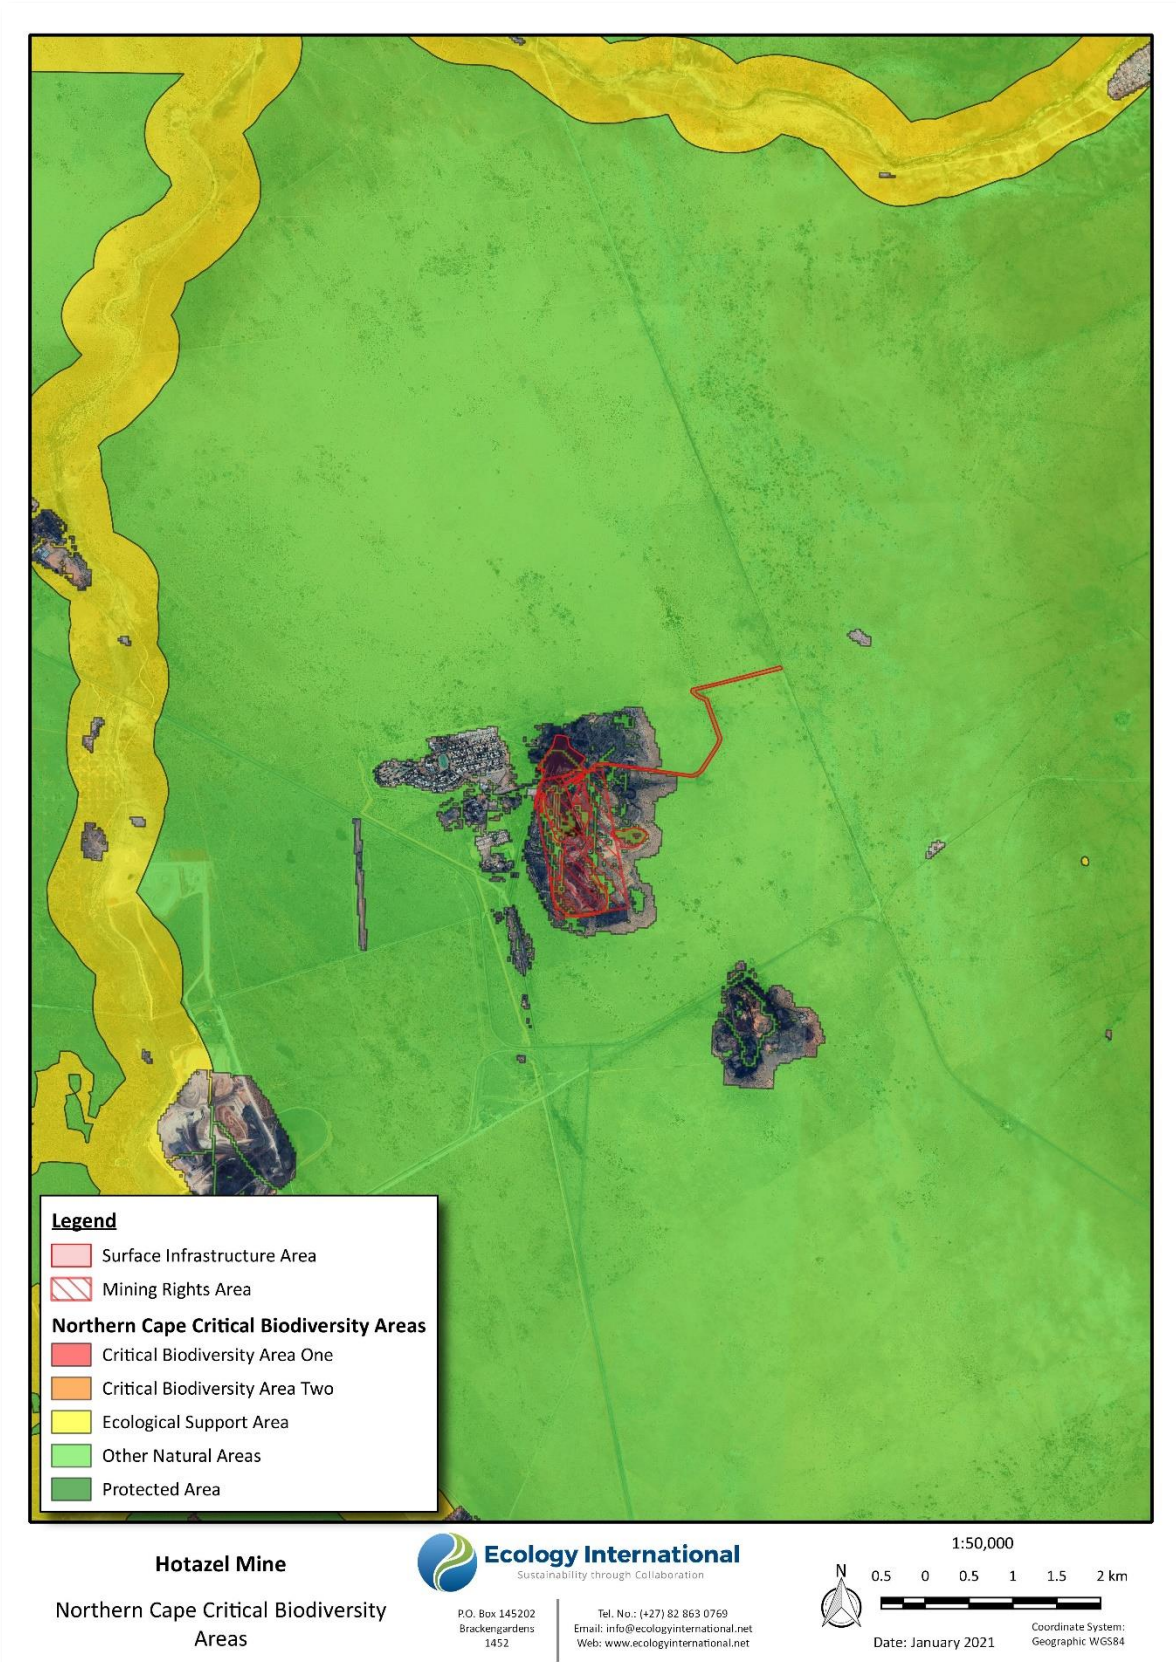 Legend
Surface Infrastructure Area
Mining Rights Area
Northern Cape Critical Biodiversity Areas
Critical Biodiversity Area One
Critical Biodiversity Area Two
Ecological Support Area
Other Natural Areas
Protected Area
Hotazel Mine
Northern Cape Critical Biodiversity
Areas
Ecology International
Sustainability through Collaboration
P.O. Box 145202
Brackengardens
1452
Tel. No.: (+27) 82 863 0769
Email: info@ecologyinternational.net
Web: www.ecologyinternational.net
N
1:50,000
0.5 0 0.5 1 1.5 2 km
Date: January 2021
Coordinate System:
Geographic WGS84